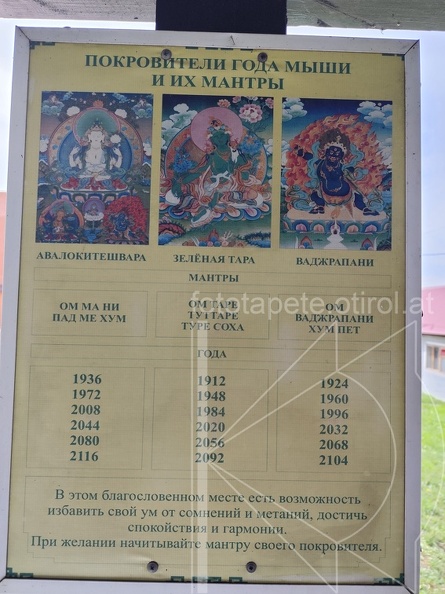 ПОКРОВИТЕЛИ ГОДА МЫШИ
И ИХ МАНТРЫ
АВАЛОКИТЕШВАРА ЗЕЛЁНАЯ ТАРА ВАДЖРАПАНИ
МАНТРЫ
ОМ МА НИ
ПАД МЕ ХУМ
ОМ ТАРЕ
ТУТТАРЕ
ТУРЕ СОХА
ОМ
ВАДЖРАПАНИ
ХУМ ПЕТ
ГОДА
1936
1972
2008
2044
2080
2116
1912
1948
1984
2020
2056
2092
1924
1960
1996
2032
2068
2104
В этом благословенном месте есть возможность
избавить свой ум от сомнений и метаний, достичь
спокойствия и гармонии.
При желании начитывайте мантру своего покровителя.